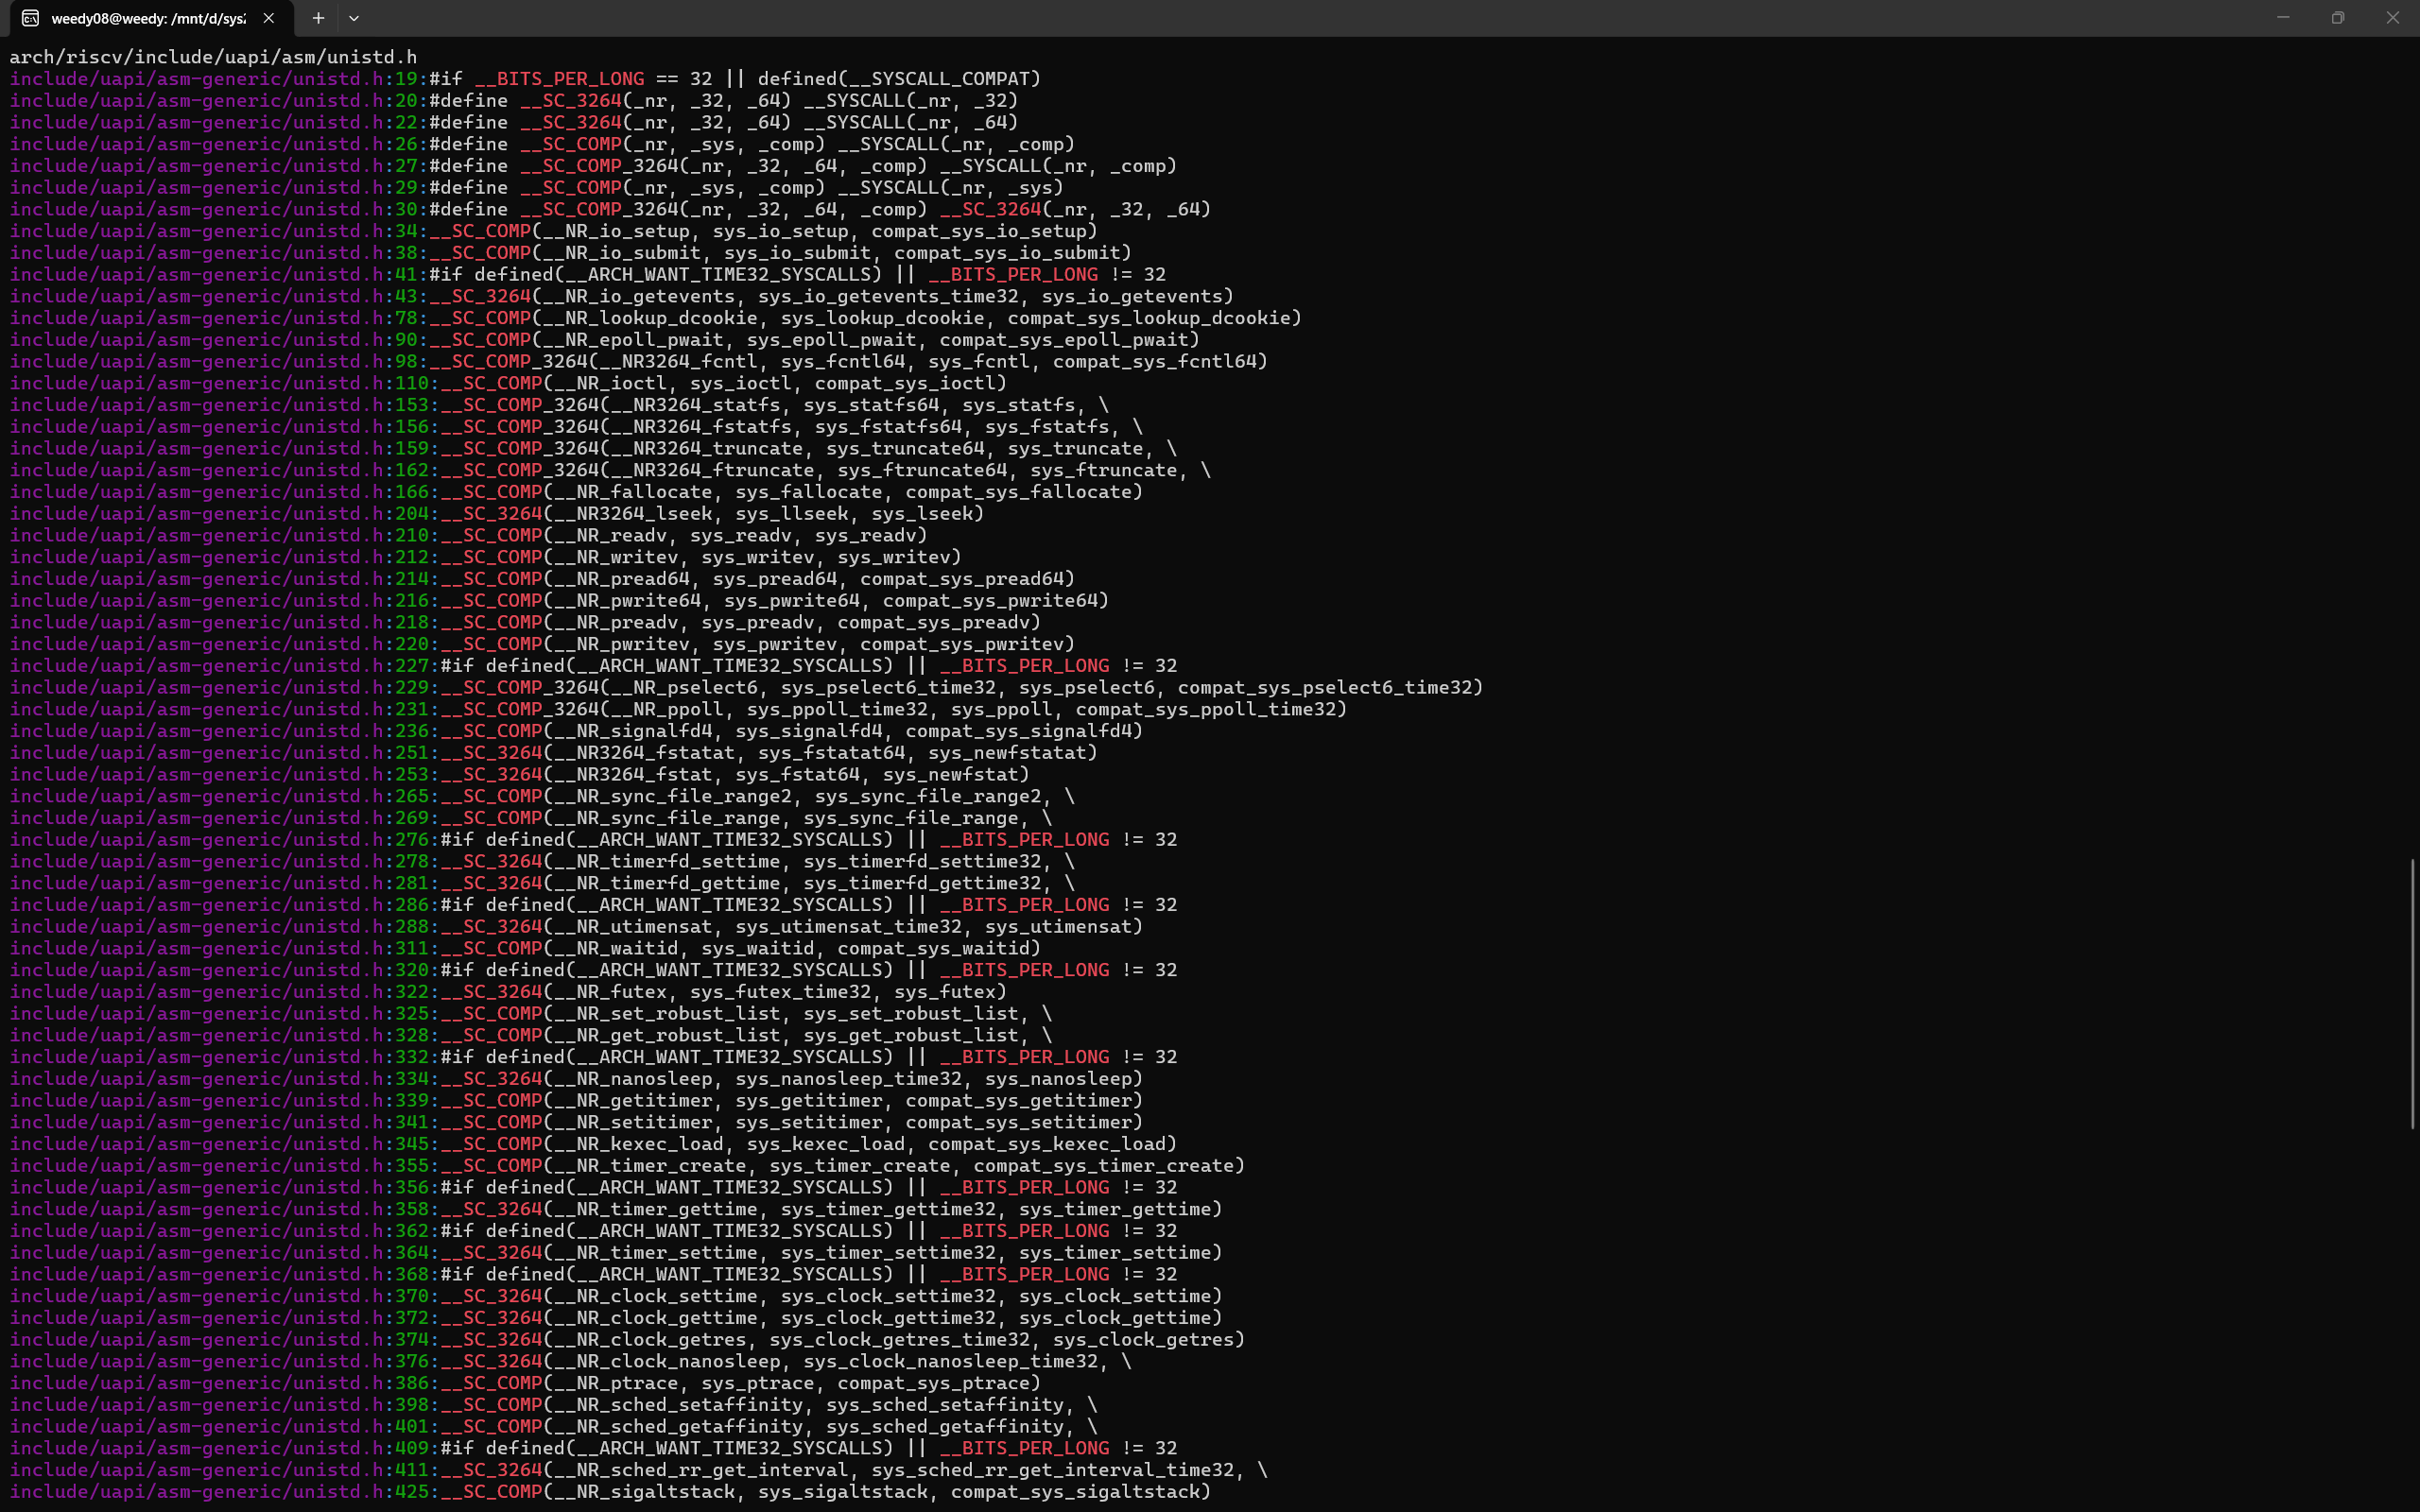 weedy08@weedy: /mnt/d/sys2
arch/riscv/include/uapi/asm/unistd.h
include/uapi/asm-generic/unistd.h:19:#if __BITS_PER_LONG == 32 || defined(__SYSCALL_COMPAT)
include/uapi/asm-generic/unistd.h:20:#define __SC_3264(_nr, _32, _64) __SYSCALL(_nr, _32)
include/uapi/asm-generic/unistd.h:22:#define __SC_3264(_nr, _32, _64) __SYSCALL(_nr, _64)
include/uapi/asm-generic/unistd.h:26:#define __SC_COMP(_nr, _sys, _comp) __SYSCALL(_nr, _comp)
include/uapi/asm-generic/unistd.h:27:#define __SC_COMP_3264(_nr, _32, _64, _comp) __SYSCALL(_nr, _comp)
include/uapi/asm-generic/unistd.h:29:#define __SC_COMP(_nr, _sys, _comp) __SYSCALL(_nr, _sys)
include/uapi/asm-generic/unistd.h:30:#define __SC_COMP_3264(_nr, _32, _64, _comp) __SC_3264(_nr, _32, _64)
include/uapi/asm-generic/unistd.h:34:__SC_COMP(__NR_io_setup, sys_io_setup, compat_sys_io_setup)
include/uapi/asm-generic/unistd.h:38:__SC_COMP(__NR_io_submit, sys_io_submit, compat_sys_io_submit)
include/uapi/asm-generic/unistd.h:41:#if defined(__ARCH_WANT_TIME32_SYSCALLS) || __BITS_PER_LONG != 32
include/uapi/asm-generic/unistd.h:43:__SC_3264(__NR_io_getevents, sys_io_getevents_time32, sys_io_getevents)
include/uapi/asm-generic/unistd.h:78:__SC_COMP(__NR_lookup_dcookie, sys_lookup_dcookie, compat_sys_lookup_dcookie)
include/uapi/asm-generic/unistd.h:90:__SC_COMP(__NR_epoll_pwait, sys_epoll_pwait, compat_sys_epoll_pwait)
include/uapi/asm-generic/unistd.h:98:__SC_COMP_3264(__NR3264_fcntl, sys_fcntl64, sys_fcntl, compat_sys_fcntl64)
include/uapi/asm-generic/unistd.h:110:__SC_COMP(__NR_ioctl, sys_ioctl, compat_sys_ioctl)
include/uapi/asm-generic/unistd.h:153:__SC_COMP_3264(__NR3264_statfs, sys_statfs64, sys_statfs, \
include/uapi/asm-generic/unistd.h:156:__SC_COMP_3264(__NR3264_fstatfs, sys_fstatfs64, sys_fstatfs, \
include/uapi/asm-generic/unistd.h:159:__SC_COMP_3264(__NR3264_truncate, sys_truncate64, sys_truncate, \
include/uapi/asm-generic/unistd.h:162:__SC_COMP_3264(__NR3264_ftruncate, sys_ftruncate64, sys_ftruncate, \
include/uapi/asm-generic/unistd.h:166:__SC_COMP(__NR_fallocate, sys_fallocate, compat_sys_fallocate)
include/uapi/asm-generic/unistd.h:204:__SC_3264(__NR3264_lseek, sys_llseek, sys_lseek)
include/uapi/asm-generic/unistd.h:210:__SC_COMP(__NR_readv, sys_readv, sys_readv)
include/uapi/asm-generic/unistd.h:212:__SC_COMP(__NR_writev, sys_writev, sys_writev)
include/uapi/asm-generic/unistd.h:214:__SC_COMP(__NR_pread64, sys_pread64, compat_sys_pread64)
include/uapi/asm-generic/unistd.h:216:__SC_COMP(__NR_pwrite64, sys_pwrite64, compat_sys_pwrite64)
include/uapi/asm-generic/unistd.h:218:__SC_COMP(__NR_preadv, sys_preadv, compat_sys_preadv)
include/uapi/asm-generic/unistd.h:220:__SC_COMP(__NR_pwritev, sys_pwritev, compat_sys_pwritev)
include/uapi/asm-generic/unistd.h:227:#if defined(__ARCH_WANT_TIME32_SYSCALLS) || __BITS_PER_LONG != 32
include/uapi/asm-generic/unistd.h:229:__SC_COMP_3264(__NR_pselect6, sys_pselect6_time32, sys_pselect6, compat_sys_pselect6_time32)
include/uapi/asm-generic/unistd.h:231:__SC_COMP_3264(__NR_ppoll, sys_ppoll_time32, sys_ppoll, compat_sys_ppoll_time32)
include/uapi/asm-generic/unistd.h:236:__SC_COMP(__NR_signalfd4, sys_signalfd4, compat_sys_signalfd4)
include/uapi/asm-generic/unistd.h:251:__SC_3264(__NR3264_fstatat, sys_fstatat64, sys_newfstatat)
include/uapi/asm-generic/unistd.h:253:__SC_3264(__NR3264_fstat, sys_fstat64, sys_newfstat)
include/uapi/asm-generic/unistd.h:265:__SC_COMP(__NR_sync_file_range2, sys_sync_file_range2, \
include/uapi/asm-generic/unistd.h:269:__SC_COMP(__NR_sync_file_range, sys_sync_file_range, \
include/uapi/asm-generic/unistd.h:276:#if defined(__ARCH_WANT_TIME32_SYSCALLS) || __BITS_PER_LONG != 32
include/uapi/asm-generic/unistd.h:278:__SC_3264(__NR_timerfd_settime, sys_timerfd_settime32, \
include/uapi/asm-generic/unistd.h:281:__SC_3264(__NR_timerfd_gettime, sys_timerfd_gettime32, \
include/uapi/asm-generic/unistd.h:286:#if defined(__ARCH_WANT_TIME32_SYSCALLS) || __BITS_PER_LONG != 32
include/uapi/asm-generic/unistd.h:288:__SC_3264(__NR_utimensat, sys_utimensat_time32, sys_utimensat)
include/uapi/asm-generic/unistd.h:311:__SC_COMP(__NR_waitid, sys_waitid, compat_sys_waitid)
include/uapi/asm-generic/unistd.h:320:#if defined(__ARCH_WANT_TIME32_SYSCALLS) || __BITS_PER_LONG != 32
include/uapi/asm-generic/unistd.h:322:__SC_3264(__NR_futex, sys_futex_time32, sys_futex)
include/uapi/asm-generic/unistd.h:325:__SC_COMP(__NR_set_robust_list, sys_set_robust_list, \
include/uapi/asm-generic/unistd.h:328:__SC_COMP(__NR_get_robust_list, sys_get_robust_list, \
include/uapi/asm-generic/unistd.h:332:#if defined(__ARCH_WANT_TIME32_SYSCALLS) || __BITS_PER_LONG != 32
include/uapi/asm-generic/unistd.h:334:__SC_3264(__NR_nanosleep, sys_nanosleep_time32, sys_nanosleep)
include/uapi/asm-generic/unistd.h:339:__SC_COMP(__NR_getitimer, sys_getitimer, compat_sys_getitimer)
include/uapi/asm-generic/unistd.h:341:__SC_COMP(__NR_setitimer, sys_setitimer, compat_sys_setitimer)
include/uapi/asm-generic/unistd.h:345:__SC_COMP(__NR_kexec_load, sys_kexec_load, compat_sys_kexec_load)
include/uapi/asm-generic/unistd.h:355:__SC_COMP(__NR_timer_create, sys_timer_create, compat_sys_timer_create)
include/uapi/asm-generic/unistd.h:356:#if defined(__ARCH_WANT_TIME32_SYSCALLS) || __BITS_PER_LONG != 32
include/uapi/asm-generic/unistd.h:358:__SC_3264(__NR_timer_gettime, sys_timer_gettime32, sys_timer_gettime)
include/uapi/asm-generic/unistd.h:362:#if defined(__ARCH_WANT_TIME32_SYSCALLS) || __BITS_PER_LONG != 32
include/uapi/asm-generic/unistd.h:364:__SC_3264(__NR_timer_settime, sys_timer_settime32, sys_timer_settime)
include/uapi/asm-generic/unistd.h:368:#if defined(__ARCH_WANT_TIME32_SYSCALLS) || __BITS_PER_LONG != 32
include/uapi/asm-generic/unistd.h:370:__SC_3264(__NR_clock_settime, sys_clock_settime32, sys_clock_settime)
include/uapi/asm-generic/unistd.h:372:__SC_3264(__NR_clock_gettime, sys_clock_gettime32, sys_clock_gettime)
include/uapi/asm-generic/unistd.h:374:__SC_3264(__NR_clock_getres, sys_clock_getres_time32, sys_clock_getres)
include/uapi/asm-generic/unistd.h:376:__SC_3264(__NR_clock_nanosleep, sys_clock_nanosleep_time32, \
include/uapi/asm-generic/unistd.h:386:__SC_COMP(__NR_ptrace, sys_ptrace, compat_sys_ptrace)
include/uapi/asm-generic/unistd.h:398:__SC_COMP(__NR_sched_setaffinity, sys_sched_setaffinity, \
include/uapi/asm-generic/unistd.h:401:__SC_COMP(__NR_sched_getaffinity, sys_sched_getaffinity, \
include/uapi/asm-generic/unistd.h:409:#if defined(__ARCH_WANT_TIME32_SYSCALLS) || __BITS_PER_LONG != 32
include/uapi/asm-generic/unistd.h:411:__SC_3264(__NR_sched_rr_get_interval, sys_sched_rr_get_interval_time32, \
include/uapi/asm-generic/unistd.h:425:__SC_COMP(__NR_sigaltstack, sys_sigaltstack, compat_sys_sigaltstack)